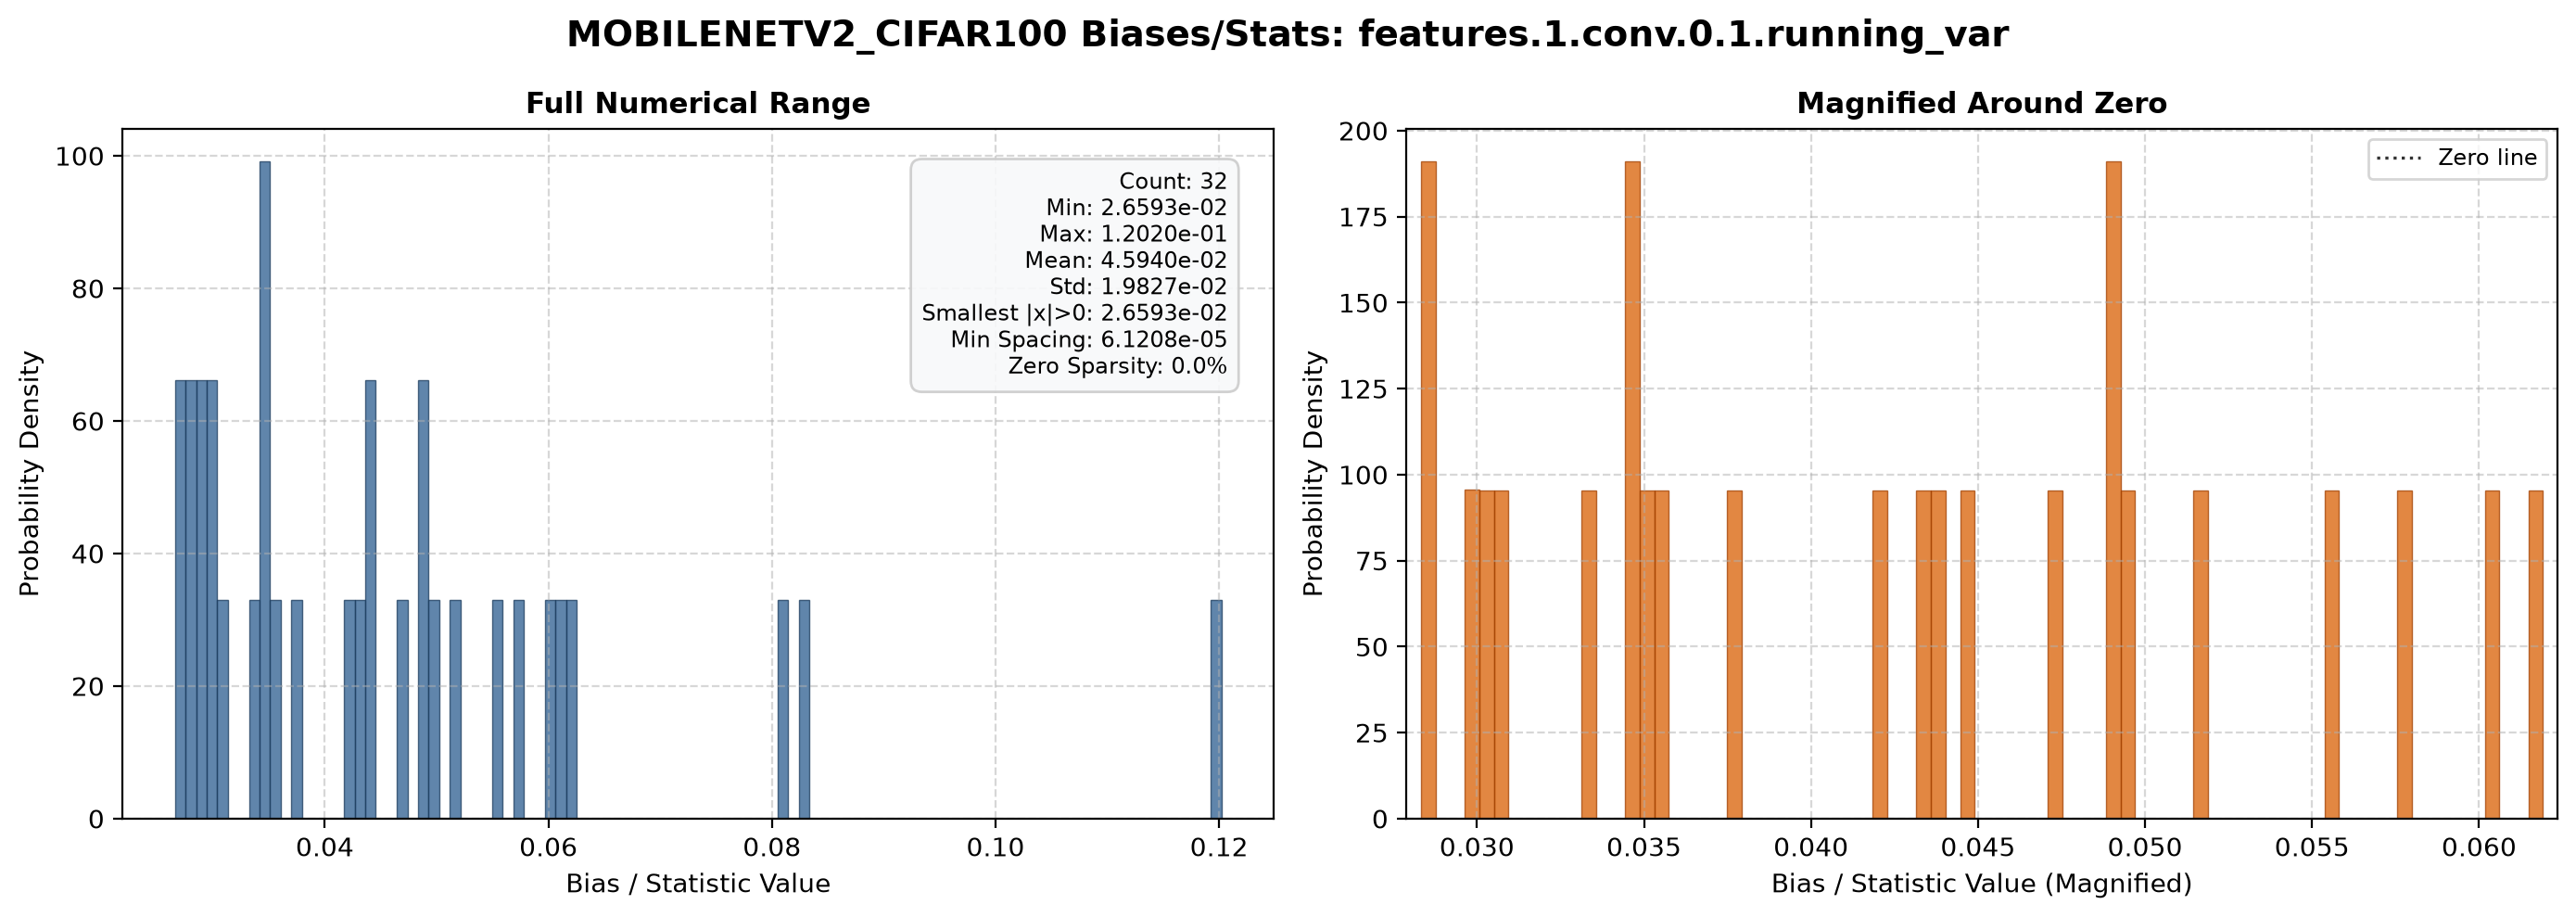 MOBILENETV2_CIFAR100 Biases/Stats: features.1.conv.0.1.running_var
Full Numerical Range
Probability Density
100
80
60
40
20
0
Count: 32
Min: 2.6593e-02
Max: 1.2020e-01
Mean: 4.5940e-02
Std: 1.9827e-02
Smallest |x|>0: 2.6593e-02
Min Spacing: 6.1208e-05
Zero Sparsity: 0.0%
0.04 0.06 0.08 0.10 0.12
Bias / Statistic Value
Magnified Around Zero
Probability Density
200
175
150
125
100
75
50
25
0
Zero line
0.030 0.035 0.040 0.045 0.050 0.055 0.060
Bias / Statistic Value (Magnified)